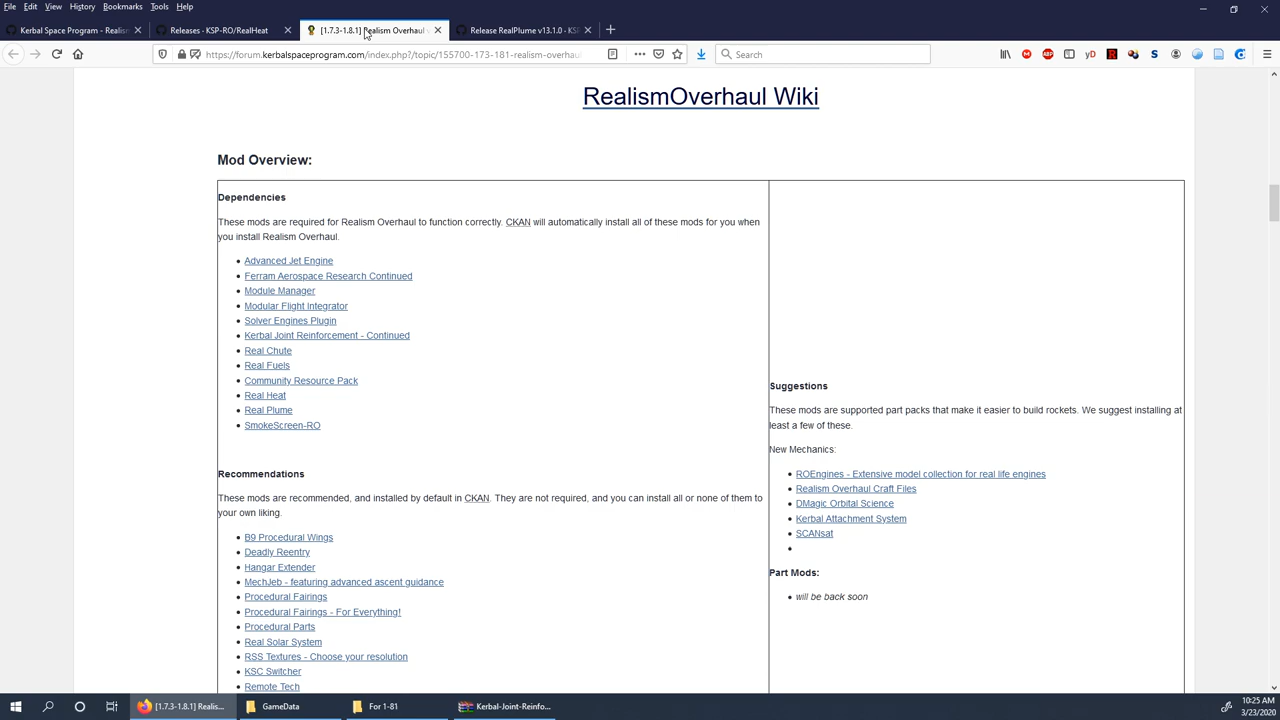 File Edit View History Bookmarks Tools Help
Kerbal Space Program - Realism
Releases - KSP-RO/RealHeat
[1.7.3-1.8.1] Realism Overhaul v
Release RealPlume v13.1.0 - KSP
https://forum.kerbalspaceprogram.com/index.php?/topic/155700-173-181-realism-overhaul
Search
RealismOverhaul Wiki
Mod Overview:
Dependencies
These mods are required for Realism Overhaul to function correctly. CKAN will automatically install all of these mods for you when
you install Realism Overhaul.
Advanced Jet Engine
Ferram Aerospace Research Continued
Module Manager
Modular Flight Integrator
Solver Engines Plugin
Kerbal Joint Reinforcement - Continued
Real Chute
Real Fuels
Community Resource Pack
Real Heat
Real Plume
SmokeScreen-RO
Recommendations
These mods are recommended, and installed by default in CKAN. They are not required, and you can install all or none of them to
your own liking.
B9 Procedural Wings
Deadly Reentry
Hangar Extender
MechJeb - featuring advanced ascent guidance
Procedural Fairings
Procedural Fairings - For Everything!
Procedural Parts
Real Solar System
RSS Textures - Choose your resolution
KSC Switcher
Remote Tech
Suggestions
These mods are supported part packs that make it easier to build rockets. We suggest installing at
least a few of these.
New Mechanics:
ROEngines - Extensive model collection for real life engines
Realism Overhaul Craft Files
DMagic Orbital Science
Kerbal Attachment System
SCANsat
Part Mods:
will be back soon
[1.7.3-1.8.1] Realis...
GameData
For 1-81
Kerbal-Joint-Reinfo...
10:25 AM
3/23/2020